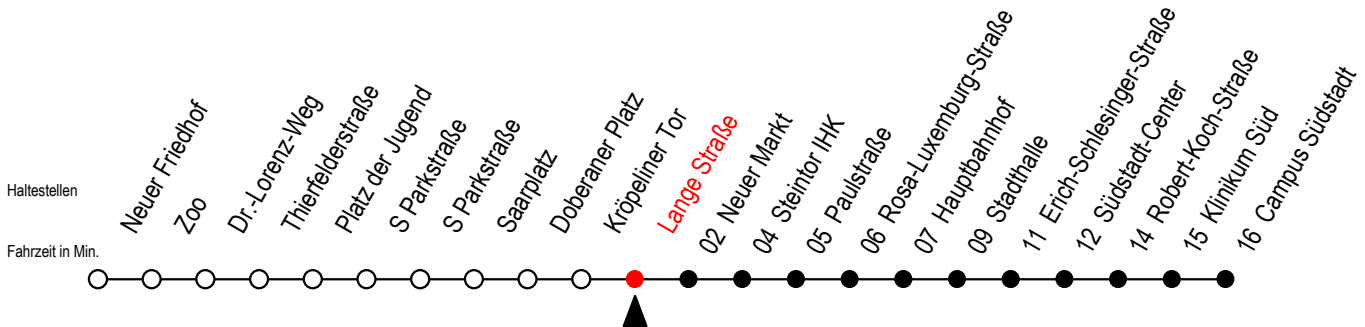 Haltestellen
Fahrzeit in Min.
Neuer Friedhof
Zoo
Dr.-Lorenz-Weg
Thierfelderstraße
Platz der Jugend
S Parkstraße
S Parkstraße
Saarplatz
Doberaner Platz
Kröpeliner Tor
Lange Straße
02 Neuer Markt
04 Steintor IHK
05 Paulstraße
06 Rosa-Luxemburg-Straße
07 Hauptbahnhof
09 Stadthalle
11 Erich-Schlesinger-Straße
12 Südstadt-Center
14 Robert-Koch-Straße
15 Klinikum Süd
16 Campus Südstadt